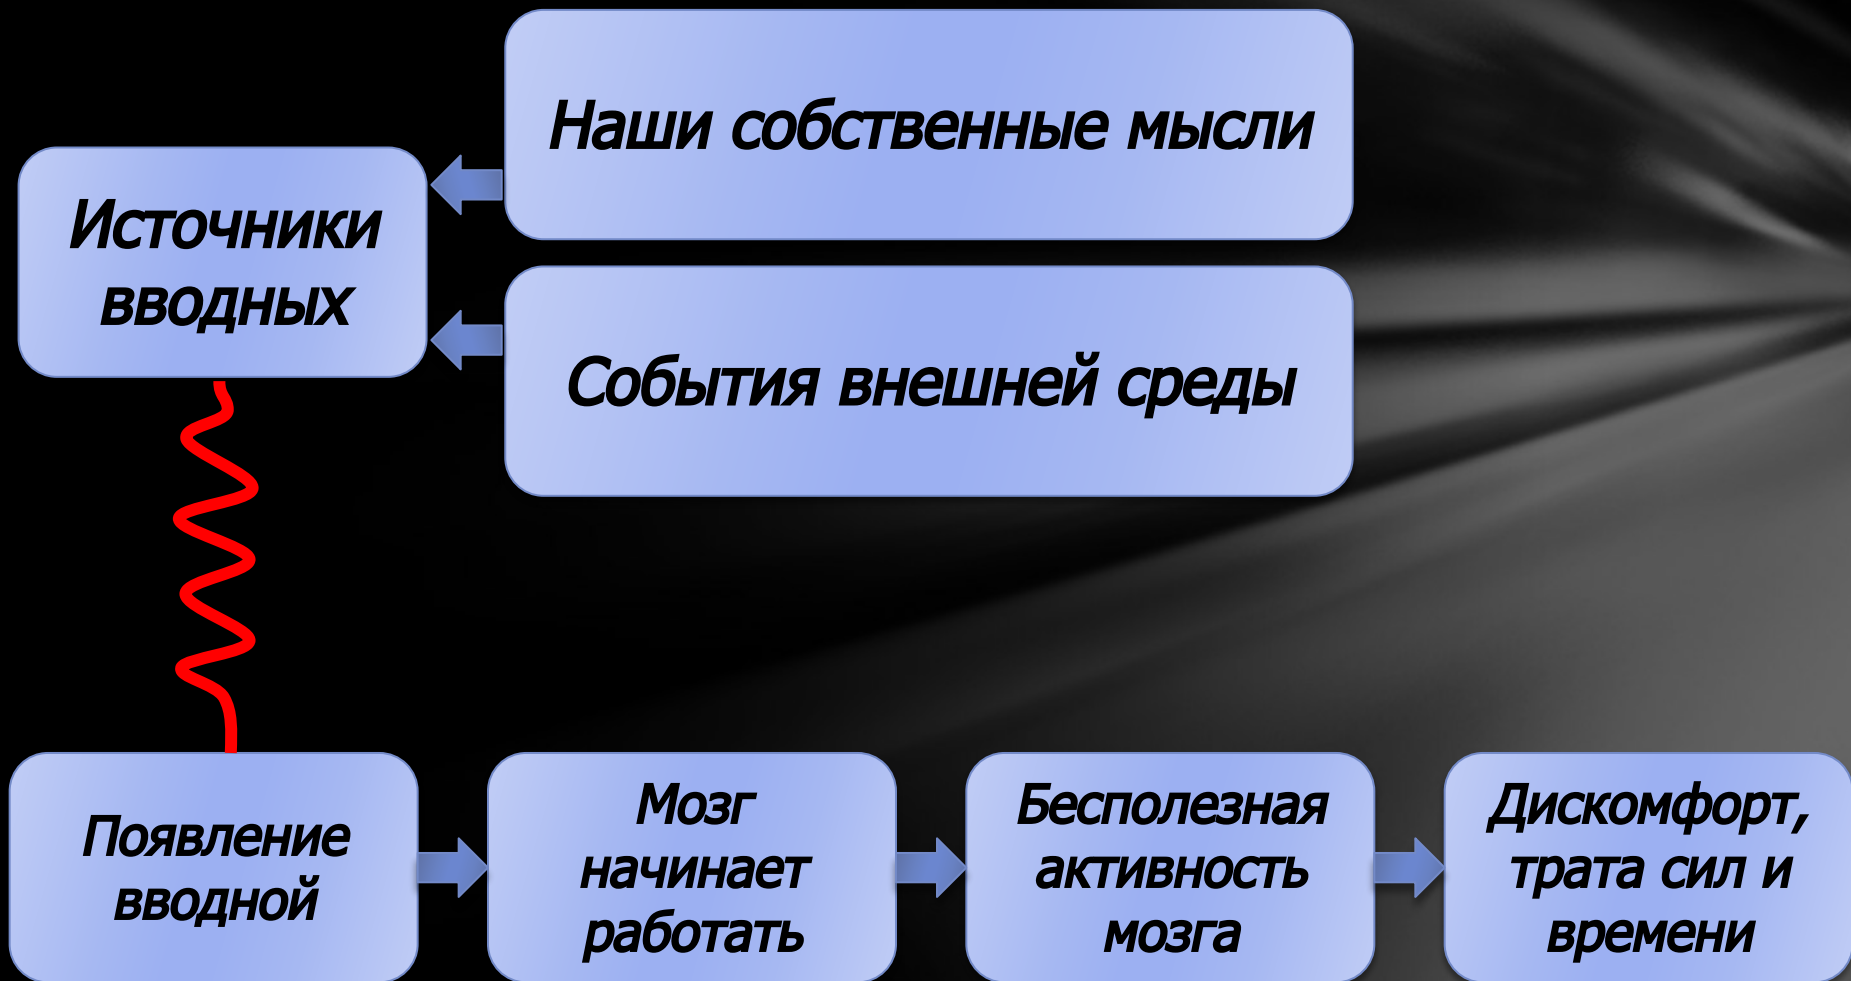 Наши собственные мысли
Источники
вводных
События внешней среды
Появление
вводной
Мозг
начинает
работать
Бесполезная
активность
мозга
Дискомфорт,
трата сил и
времени